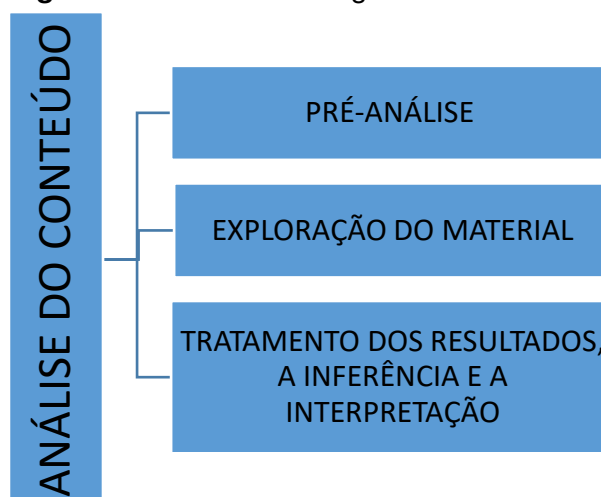 ANÁLISE DO CONTEÚDO
PRÉ-ANÁLISE
EXPLORAÇÃO DO MATERIAL
TRATAMENTO DOS RESULTADOS,
A INFERÊNCIA E A
INTERPRETAÇÃO